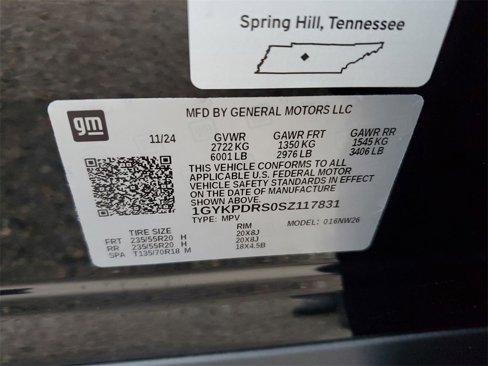 Spring Hill, Tennessee
gm
MFD BY GENERAL MOTORS LLC
11/24 GVWR GAWR FRT GAWR RR
2722 KG 1350 KG 1545 KG
6001 LB 2976 LB 3406 LB
THIS VEHICLE CONFORMS TO ALL
APPLICABLE U.S. FEDERAL MOTOR
VEHICLE SAFETY STANDARDS IN EFFECT
ON THE DATE OF MANUFACTURE
SHOWN ABOVE.
1GYKPDRS0SZ117831
TYPE: MPV MODEL: 016NW26
TIRE SIZE RIM
FRT 235/55R20 H 20X8J
RR 235/55R20 H 20X8J
SPA T135/70R18 M 18X4.5B